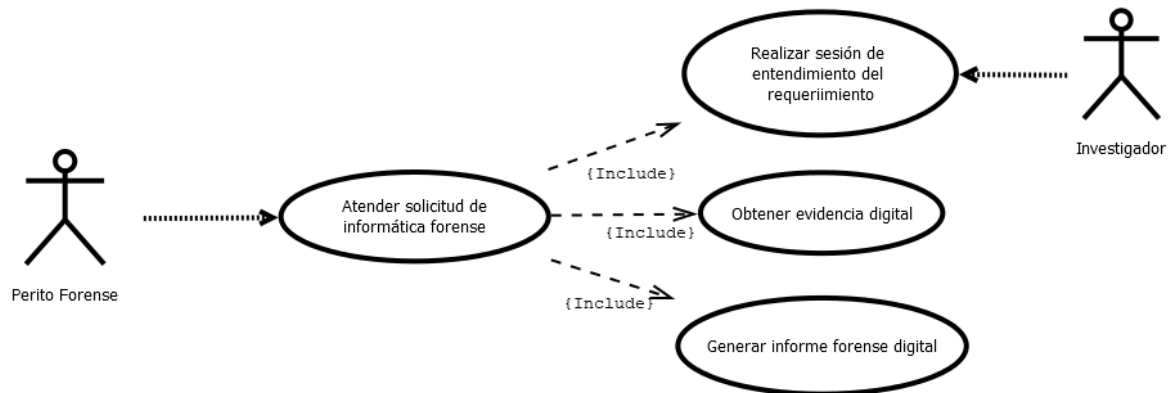 Realizar sesión de
entendimiento del
requeriimiento
Investigador
{Include}
Atender solicitud de
informática forense
Obtener evidencia digital
{Include}
Perito Forense
{Include}
Generar informe forense digital